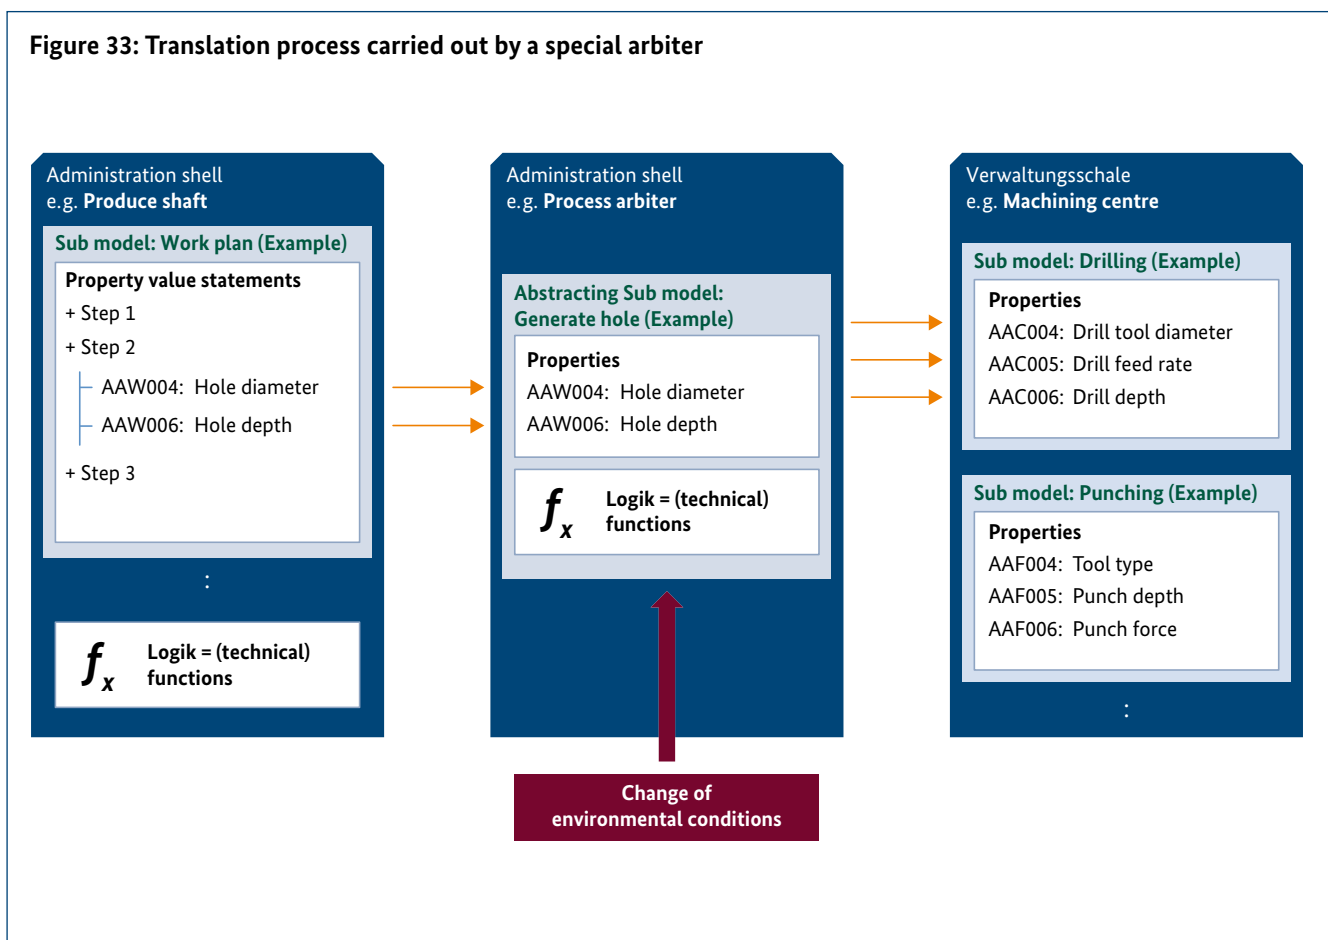 Figure 33: Translation process carried out by a special arbiter
Administration shell
e.g. Produce shaft
Sub model: Work plan (Example)
Property value statements
+ Step 1
+ Step 2
AAW004: Hole diameter
AAW006: Hole depth
+ Step 3
:
fx
Logik = (technical)
functions
Administration shell
e.g. Process arbiter
Abstracting Sub model:
Generate hole (Example)
Properties
AAW004: Hole diameter
AAW006: Hole depth
fx
Logik = (technical)
functions
Change of
environmental conditions
Verwaltungsschale
e.g. Machining centre
Sub model: Drilling (Example)
Properties
AAC004: Drill tool diameter
AAC005: Drill feed rate
AAC006: Drill depth
Sub model: Punching (Example)
Properties
AAF004: Tool type
AAF005: Punch depth
AAF006: Punch force
: